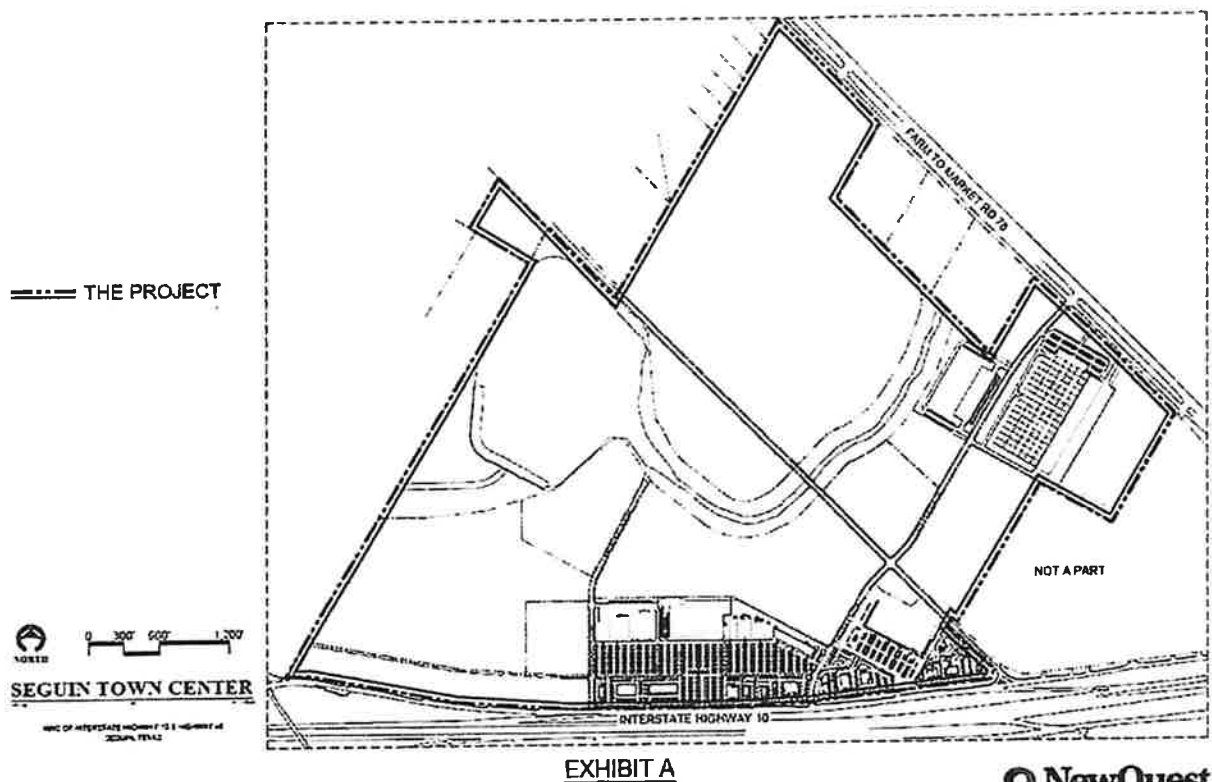 FARM TO MARKET RD 78
THE PROJECT
NOT A PART
0 300' 600' 1,200'
NORTH
SEGUIN TOWN CENTER
INTERSTATE HIGHWAY 10
EXHIBIT A
NewQuest